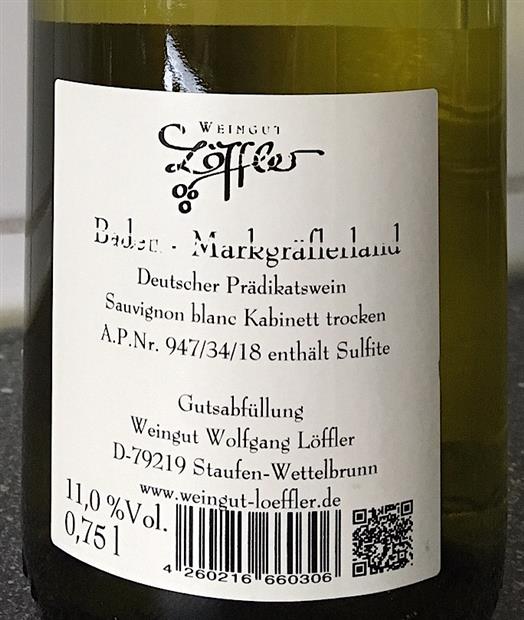 WEINGUT
Löffler
Baden - Markgräflerland
Deutscher Prädikatswein
Sauvignon blanc Kabinett trocken
A.P.Nr. 947/34/18 enthält Sulfite
Gutsabfüllung
Weingut Wolfgang Löffler
D-79219 Staufen-Wettelbrunn
www.weingut-loeffler.de
11,0 %Vol.
0,75 l
4 260216 660306